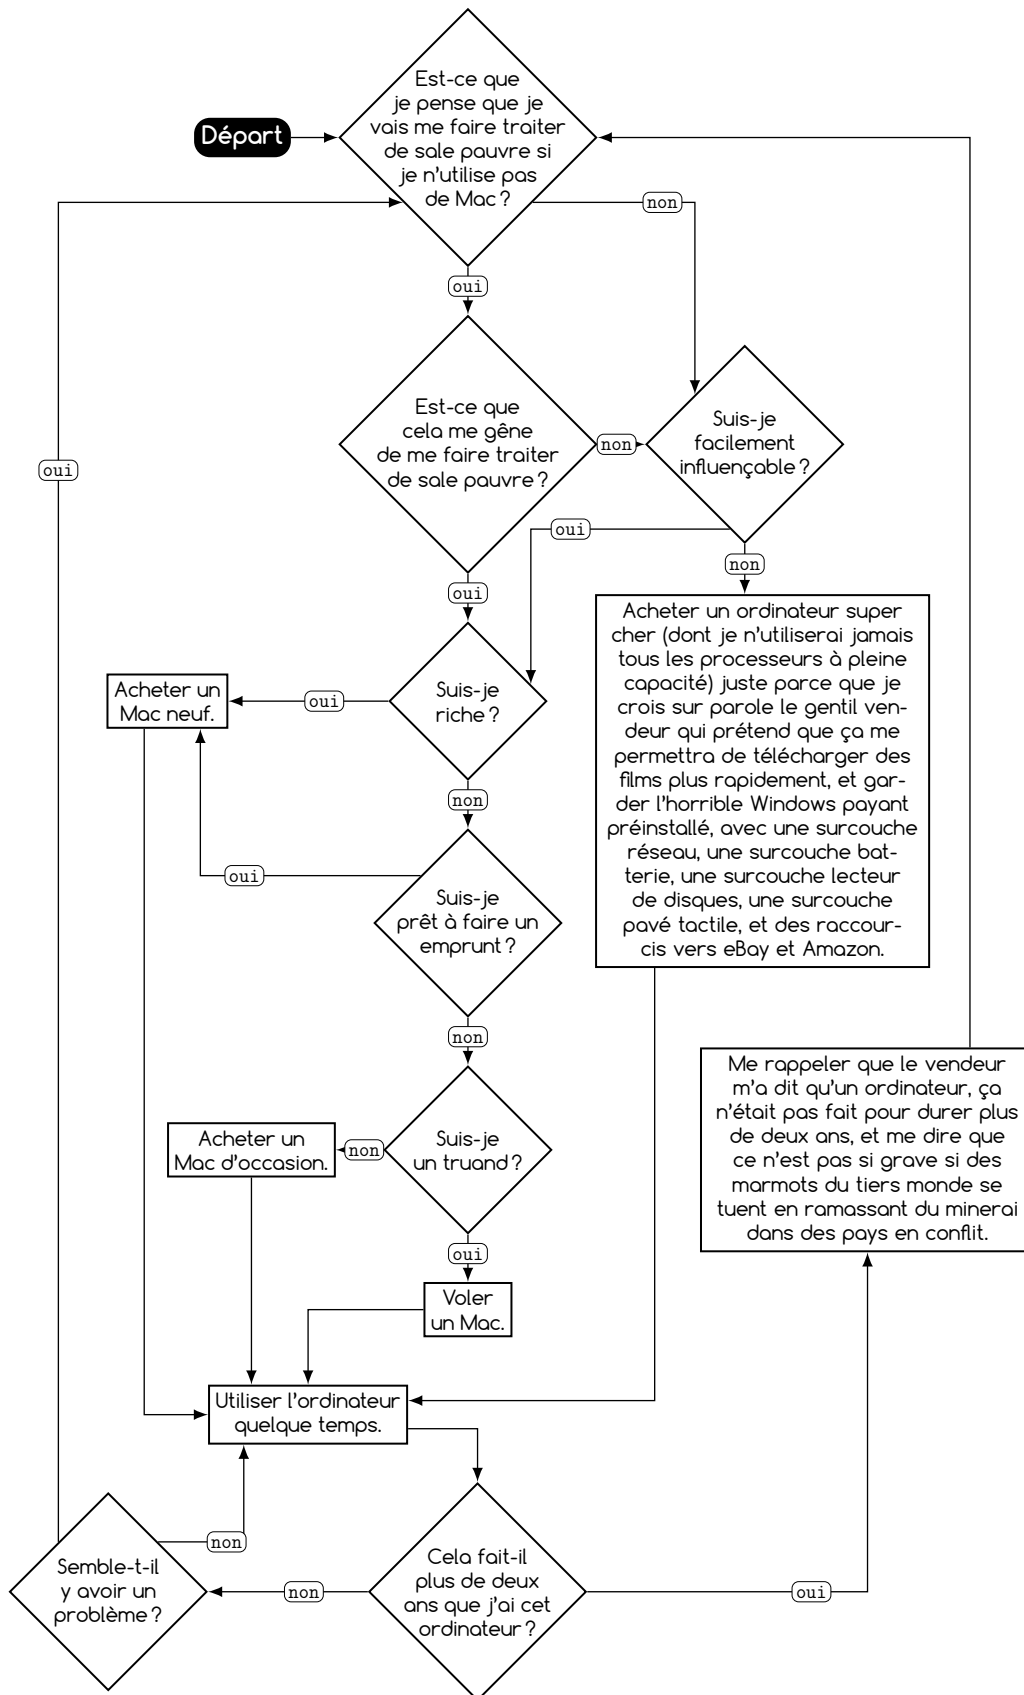 Est-ce que
je pense que je
vais me faire traiter
de sale pauvre si
je n'utilise pas
de Mac ?
Départ
non
oui
Est-ce que
cela me gêne
de me faire traiter
de sale pauvre ?
non
Suis-je
facilement
influençable ?
oui
oui
non
oui
Acheter un ordinateur super
cher (dont je n'utiliserai jamais
tous les processeurs à pleine
capacité) juste parce que je
crois sur parole le gentil ven-
deur qui prétend que ça me
permettra de télécharger des
films plus rapidement, et gar-
der l'horrible Windows payant
préinstallé, avec une surcouche
réseau, une surcouche bat-
terie, une surcouche lecteur
de disques, une surcouche
pavé tactile, et des raccour-
cis vers eBay et Amazon.
Suis-je
riche ?
oui
Acheter un
Mac neuf.
non
oui
Suis-je
prêt à faire un
emprunt ?
non
Me rappeler que le vendeur
m'a dit qu'un ordinateur, ça
n'était pas fait pour durer plus
de deux ans, et me dire que
ce n'est pas si grave si des
marmots du tiers monde se
tuent en ramassant du minerai
dans des pays en conflit.
Suis-je
un truand ?
non
Acheter un
Mac d'occasion.
oui
Voler
un Mac.
Utiliser l'ordinateur
quelque temps.
non
Semble-t-il
y avoir un
problème ?
non
Cela fait-il
plus de deux
ans que j'ai cet
ordinateur ?
oui